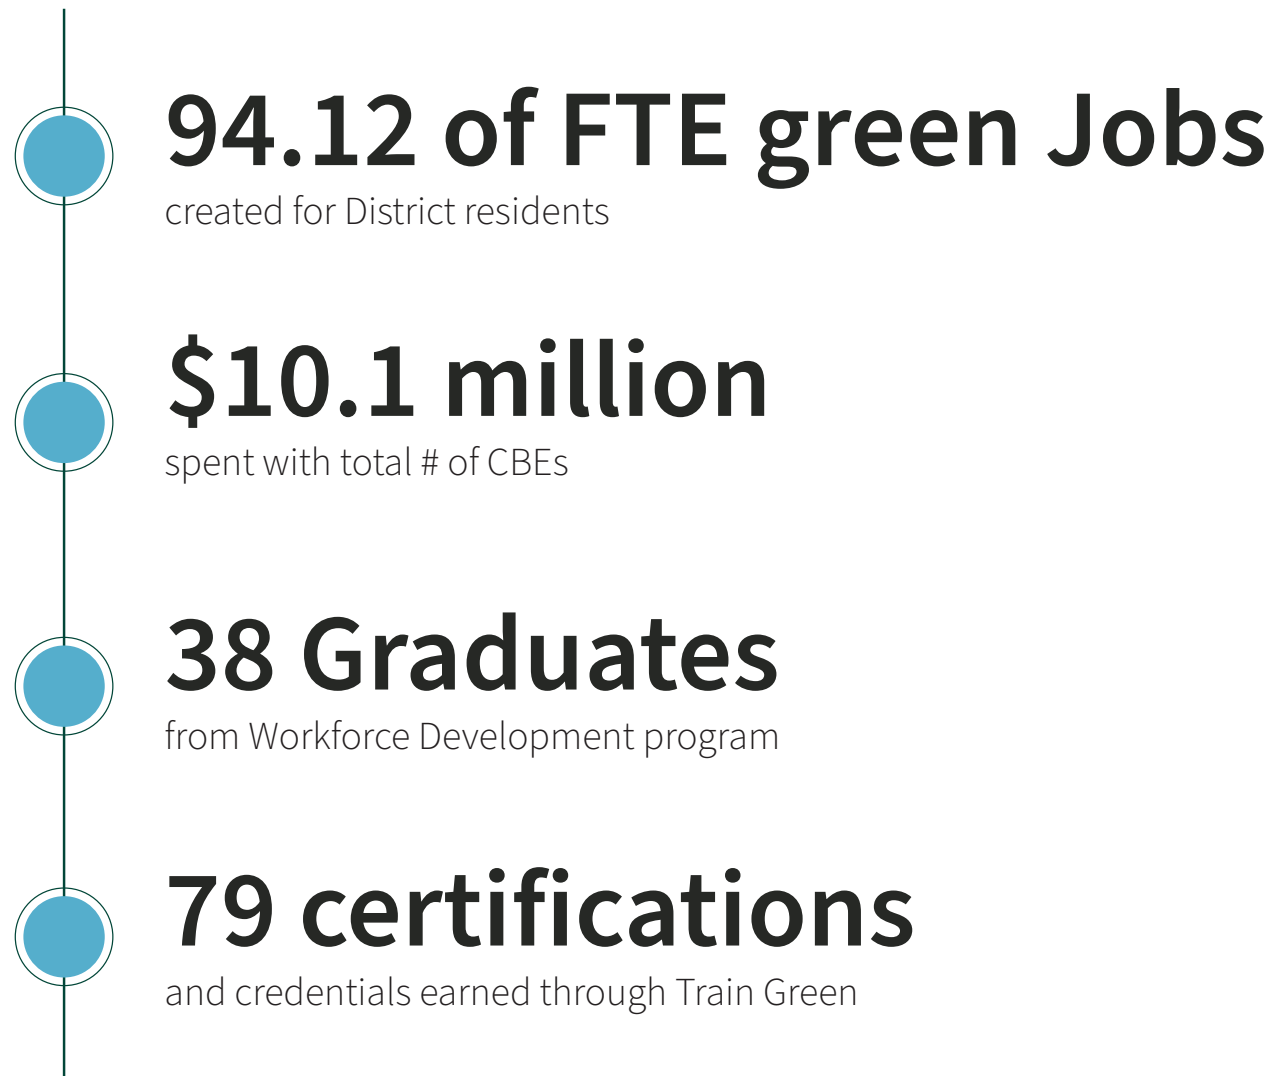 94.12 of FTE green Jobs
created for District residents
$10.1 million
spent with total # of CBEs
38 Graduates
from Workforce Development program
79 certifications
and credentials earned through Train Green